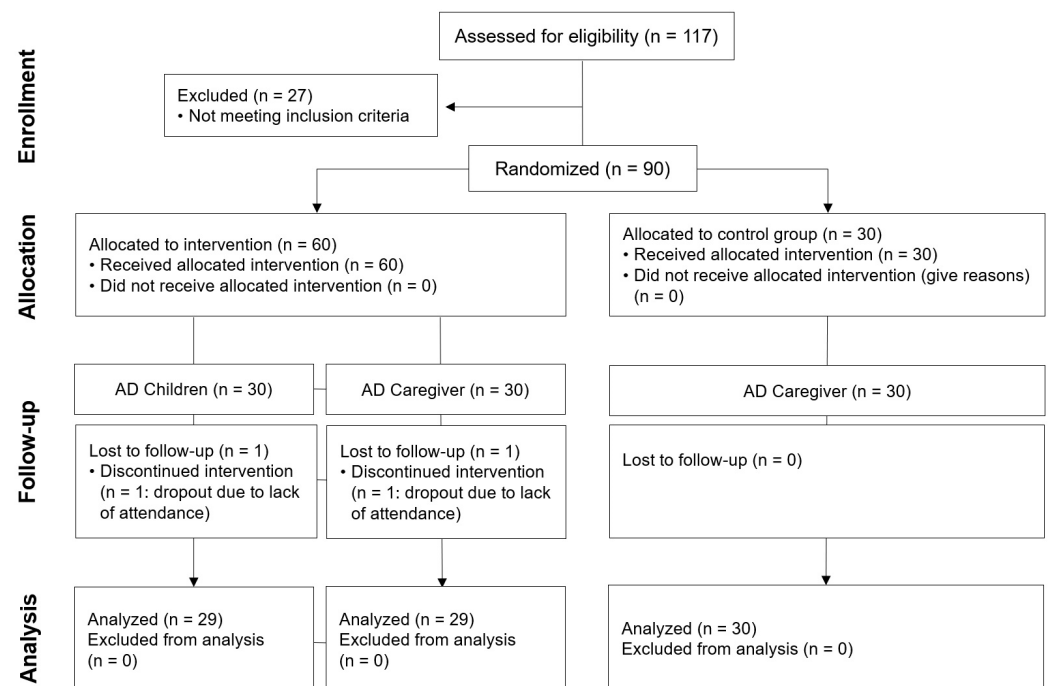 Enrollment
Assessed for eligibility (n = 117)
Excluded (n = 27)
• Not meeting inclusion criteria
Randomized (n = 90)
Allocation
Allocated to intervention (n = 60)
• Received allocated intervention (n = 60)
• Did not receive allocated intervention (n = 0)
Allocated to control group (n = 30)
• Received allocated intervention (n = 30)
• Did not receive allocated intervention (give reasons)
(n = 0)
Follow-up
AD Children (n = 30)
AD Caregiver (n = 30)
AD Caregiver (n = 30)
Lost to follow-up (n = 1)
• Discontinued intervention
(n = 1: dropout due to lack
of attendance)
Lost to follow-up (n = 1)
• Discontinued intervention
(n = 1: dropout due to lack
of attendance)
Lost to follow-up (n = 0)
Analysis
Analyzed (n = 29)
Excluded from analysis
(n = 0)
Analyzed (n = 29)
Excluded from analysis
(n = 0)
Analyzed (n = 30)
Excluded from analysis (n = 0)